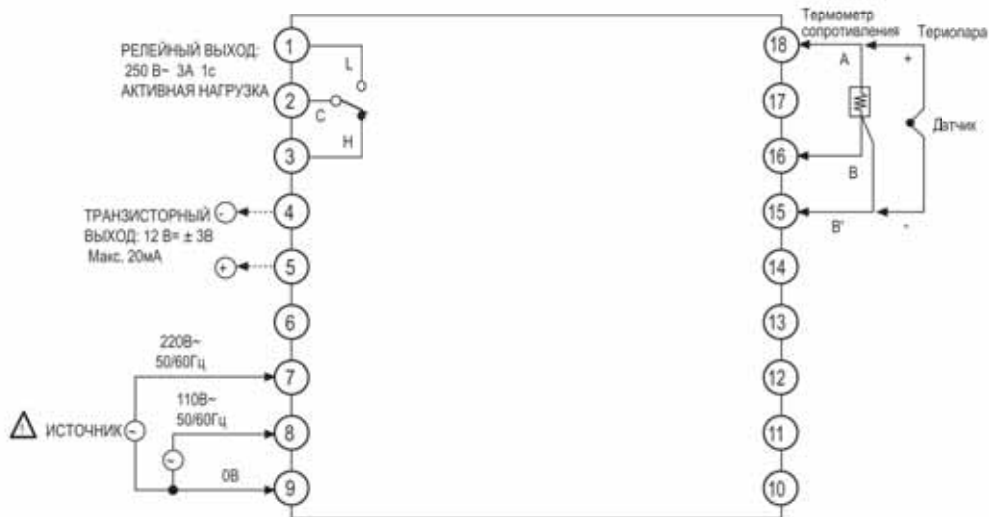 РЕЛЕЙНЫЙ ВЫХОД:
250 В~ 3А 1с
АКТИВНАЯ НАГРУЗКА
1
2
3
L
C
H
ТРАНЗИСТОРНЫЙ
ВЫХОД: 12 В= ± 3В
Макс. 20мА
-
+
4
5
6
220В~
50/60Гц
7
110В~
50/60Гц
8
ИСТОЧНИК
~
~
0В
9
Термометр
сопротивления
Териопара
18
17
16
15
14
13
12
11
10
A
B
B'
+
-
Датчик